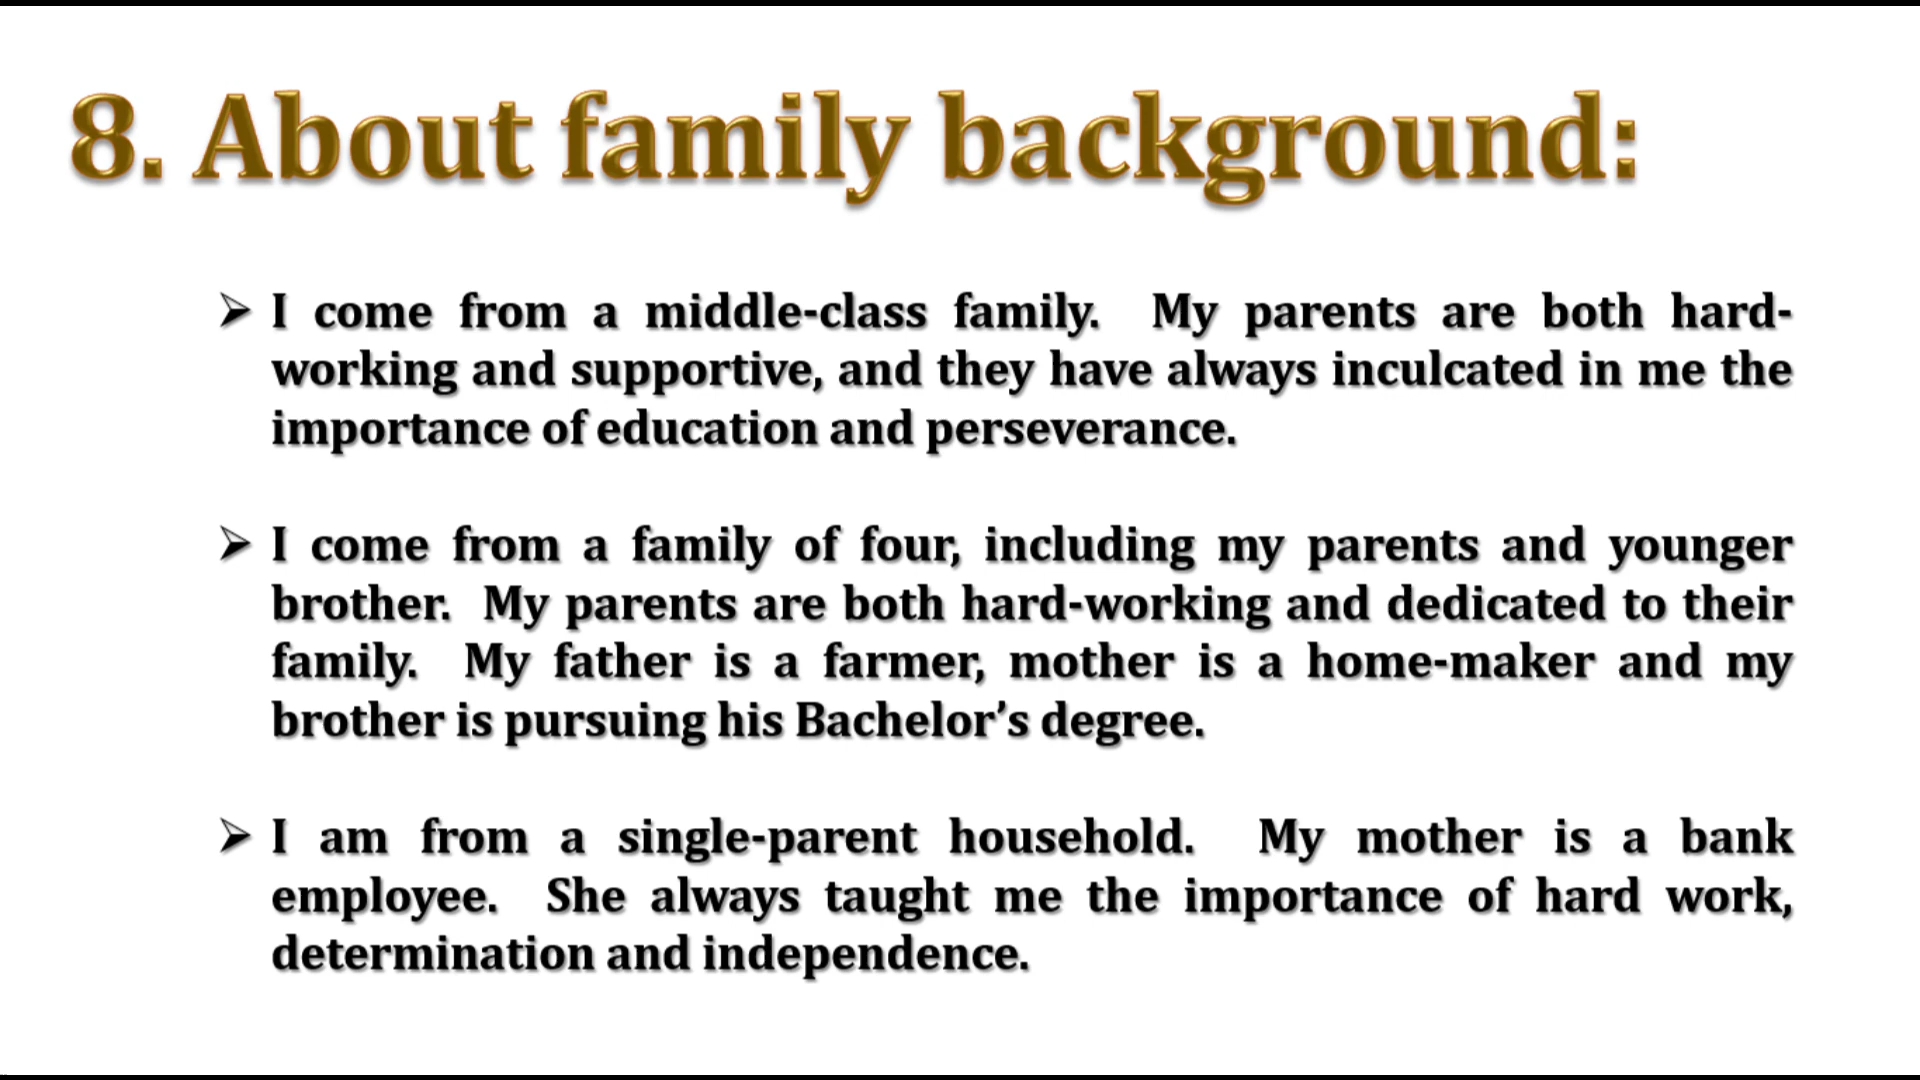 8. About family background:
➢ I come from a middle-class family. My parents are both hard-
working and supportive, and they have always inculcated in me the
importance of education and perseverance.
➢ I come from a family of four, including my parents and younger
brother. My parents are both hard-working and dedicated to their
family. My father is a farmer, mother is a home-maker and my
brother is pursuing his Bachelor’s degree.
➢ I am from a single-parent household. My mother is a bank
employee. She always taught me the importance of hard work,
determination and independence.